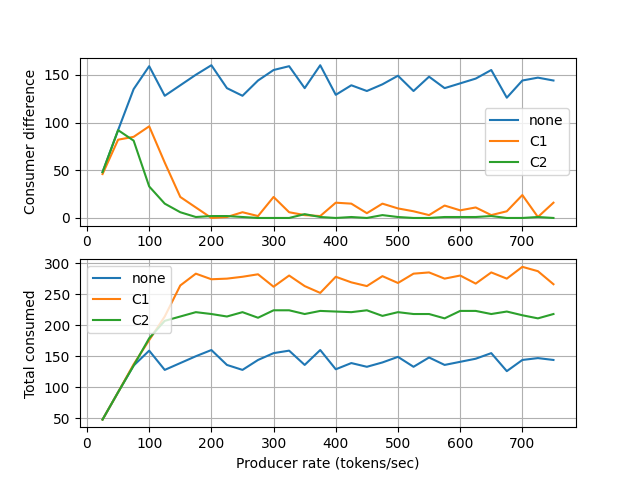 Consumer difference
150
100
50
0
none
C1
C2
0 100 200 300 400 500 600 700
Total consumed
300
250
200
150
100
50
none
C1
C2
0 100 200 300 400 500 600 700
Producer rate (tokens/sec)